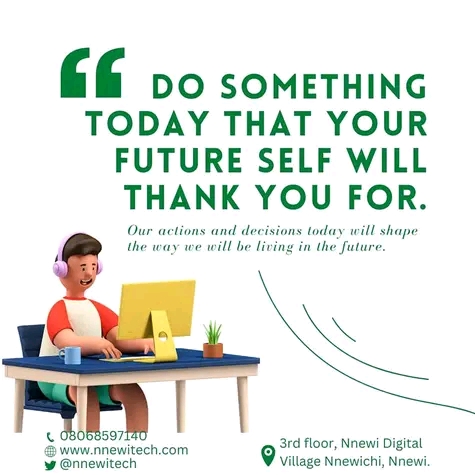 DO SOMETHING
TODAY THAT YOUR
FUTURE SELF WILL
THANK YOU FOR.
Our actions and decisions today will shape
the way we will be living in the future.
08068597140
www.nnewitech.com
@nnewitech
3rd floor, Nnewi Digital
Village Nnewichi, Nnewi.